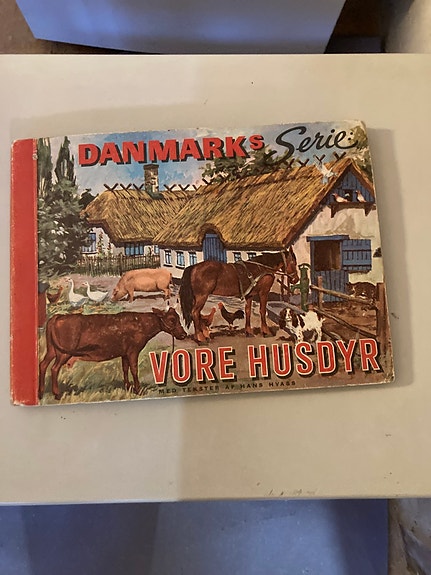 DANMARKs Serie:
VORE HUSDYR
MED TEKSTER AF HANS HVASS